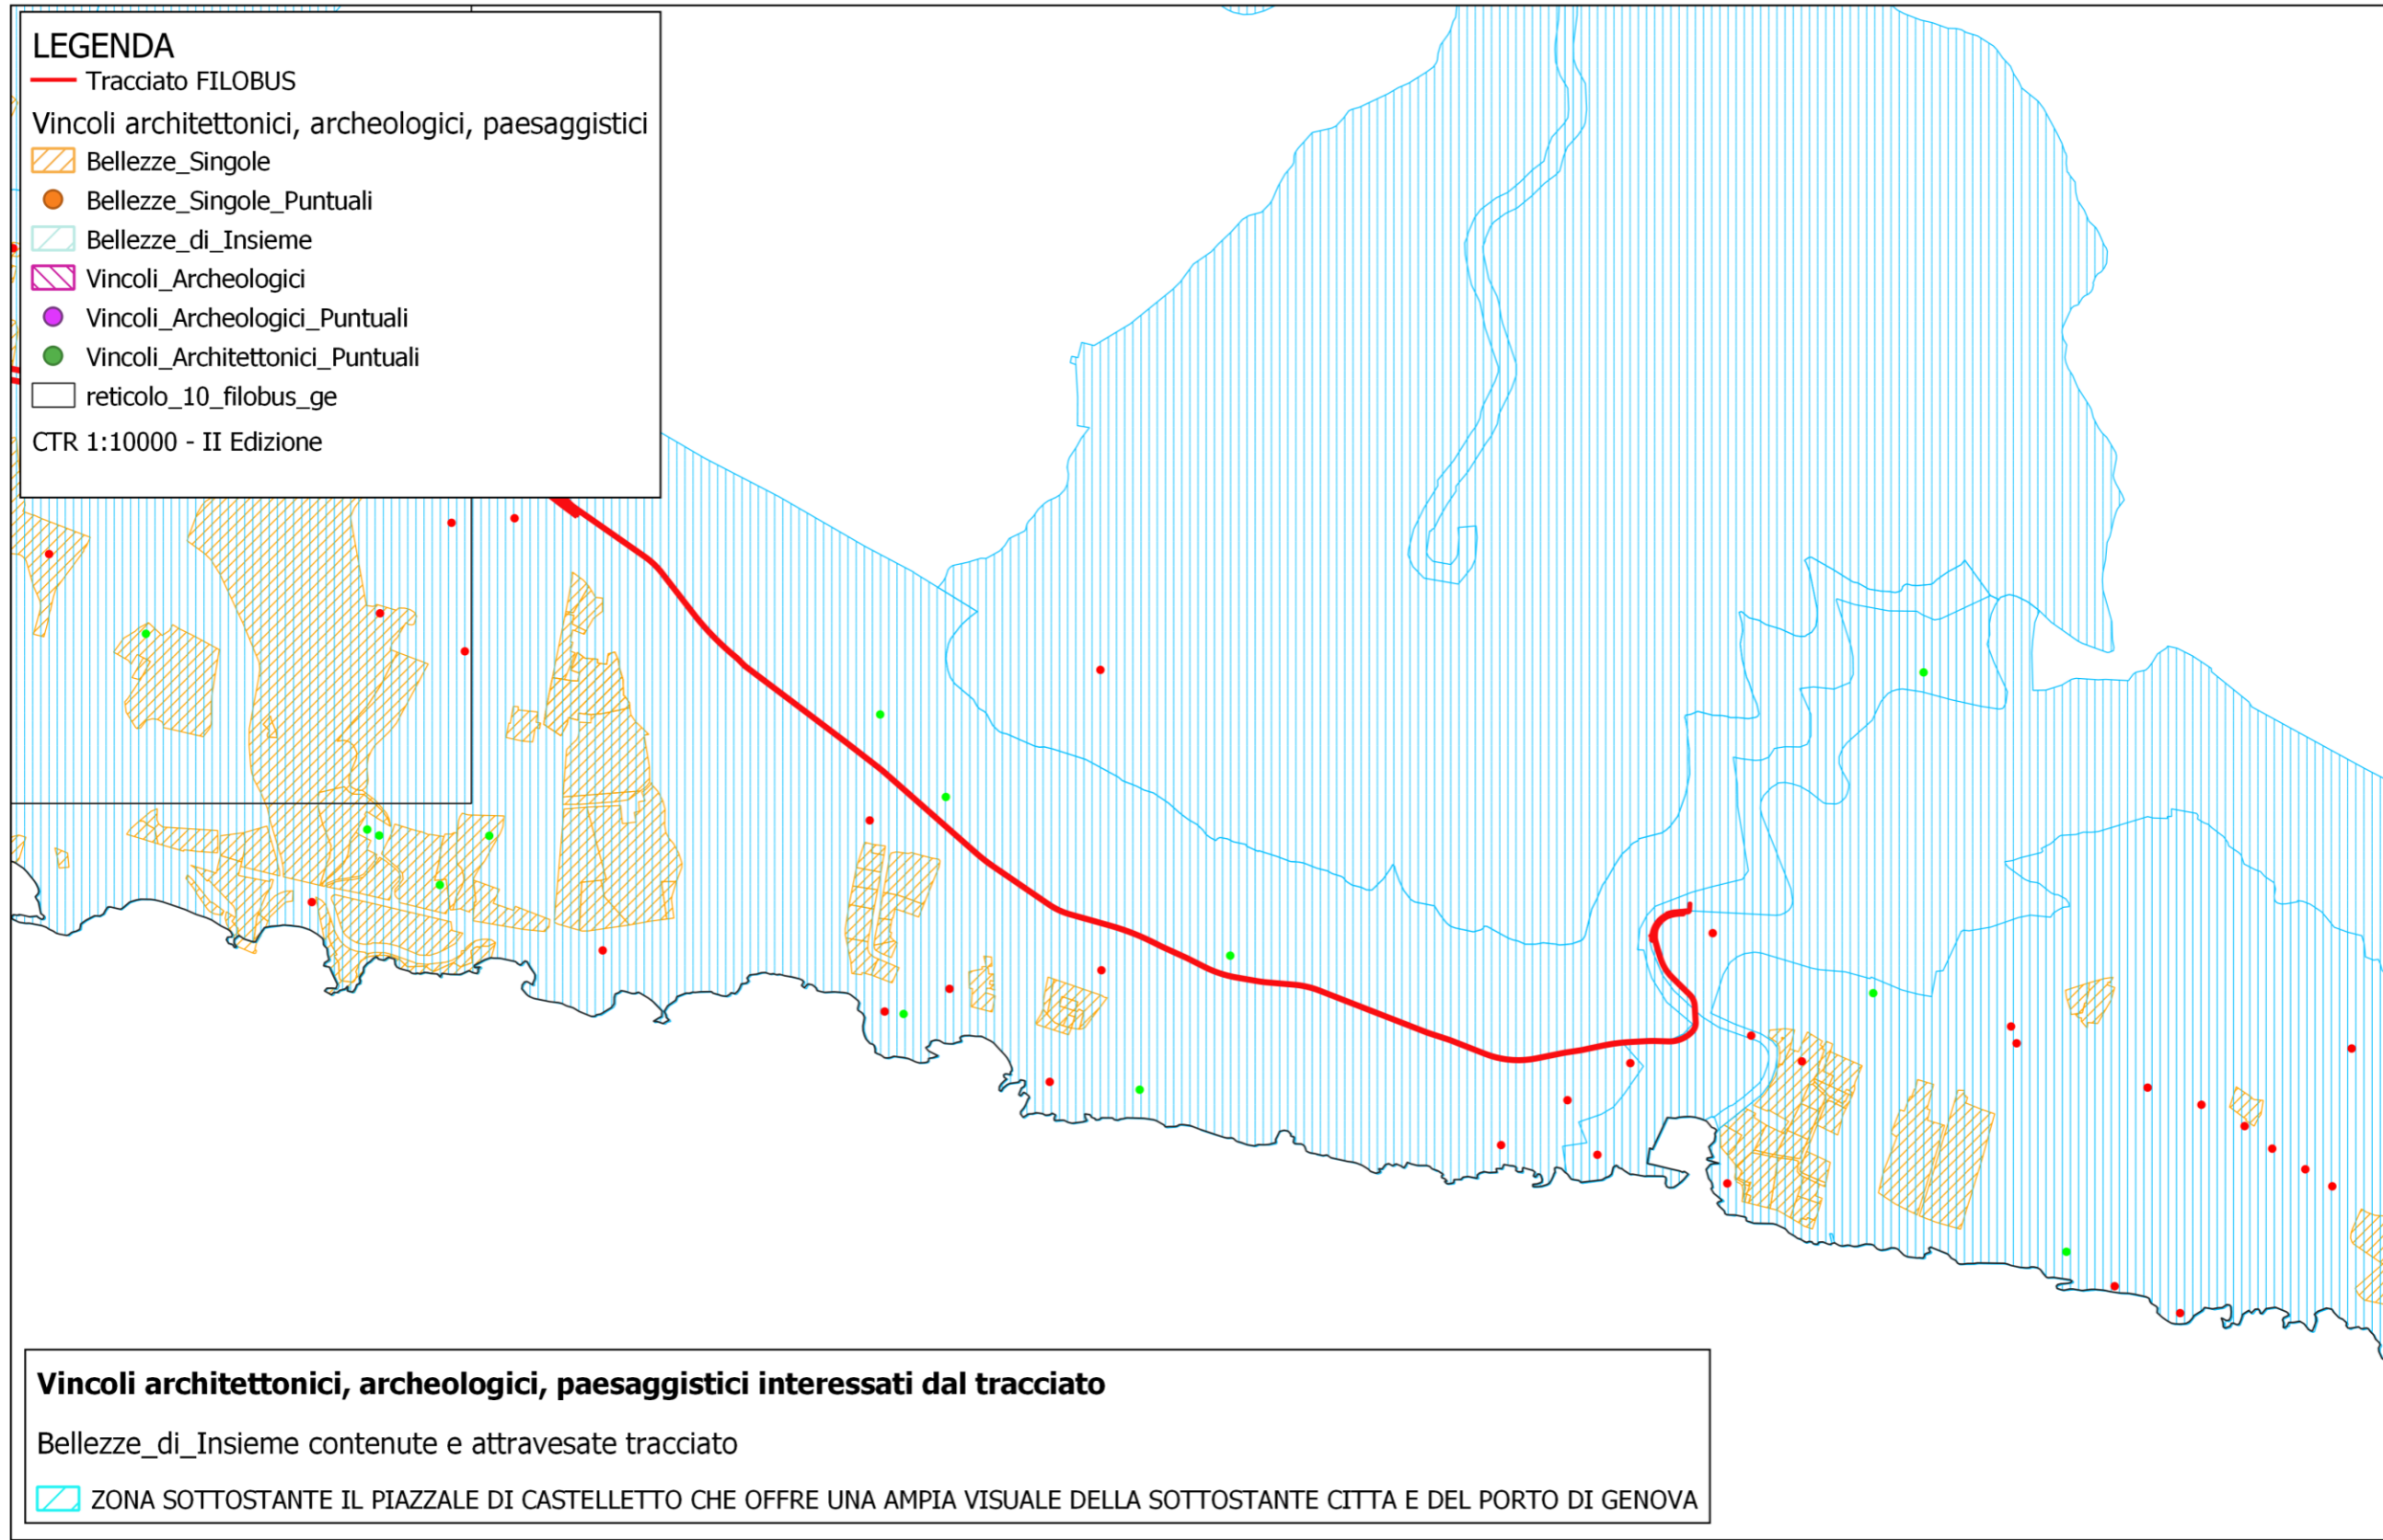 LEGENDA
Tracciato FILOBUS
Vincoli architettonici, archeologici, paesaggistici
Bellezze_Singole
Bellezze_Singole_Puntuali
Bellezze_di_Insieme
Vincoli_Archeologici
Vincoli_Archeologici_Puntuali
Vincoli_Architettonici_Puntuali
reticolo_10_filobus_ge
CTR 1:10000 - II Edizione
Vincoli architettonici, archeologici, paesaggistici interessati dal tracciato
Bellezze_di_Insieme contenute e attravesate tracciato
ZONA SOTTOSTANTE IL PIAZZALE DI CASTELLETTO CHE OFFRE UNA AMPIA VISUALE DELLA SOTTOSTANTE CITTA E DEL PORTO DI GENOVA